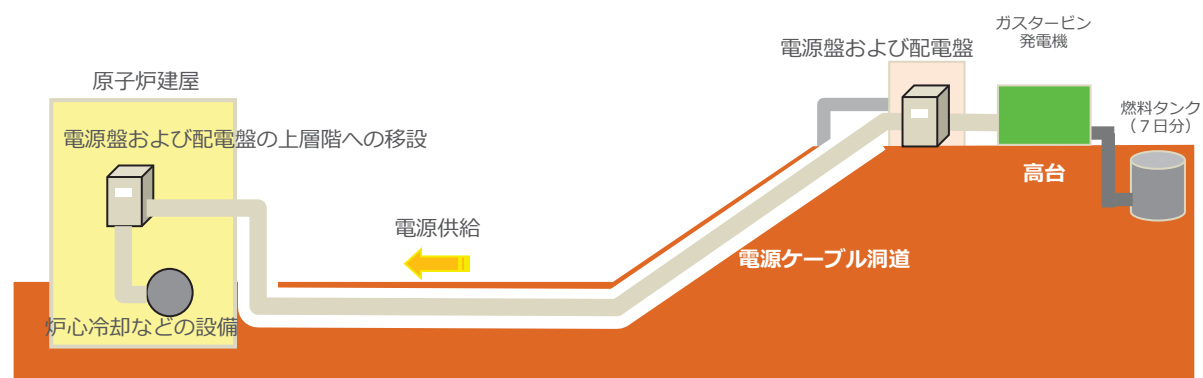 ガスタービン
発電機
電源盤および配電盤
原子炉建屋
燃料タンク
（７日分）
電源盤および配電盤の上層階への移設
高台
電源供給
電源ケーブル洞道
炉心冷却などの設備